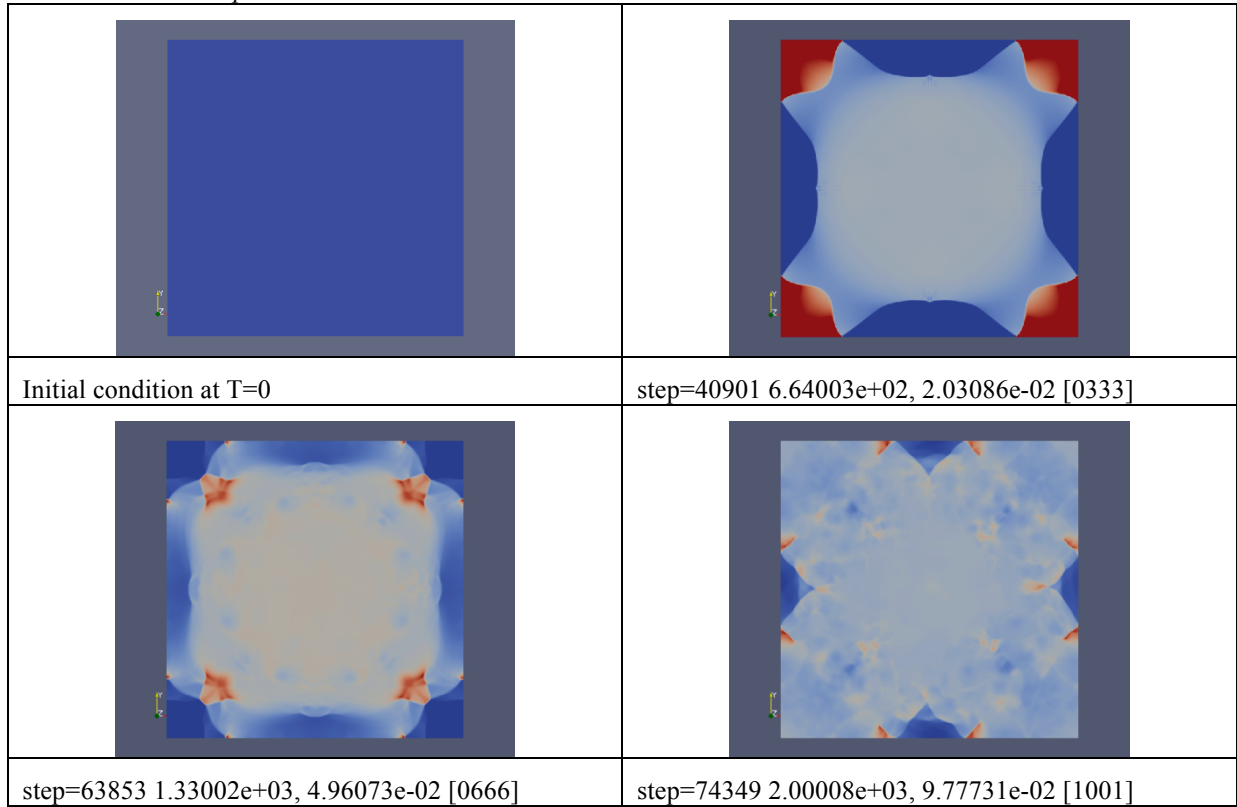 Initial condition at T=0
step=40901 6.64003e+02, 2.03086e-02 [0333]
step=63853 1.33002e+03, 4.96073e-02 [0666]
step=74349 2.00008e+03, 9.77731e-02 [1001]